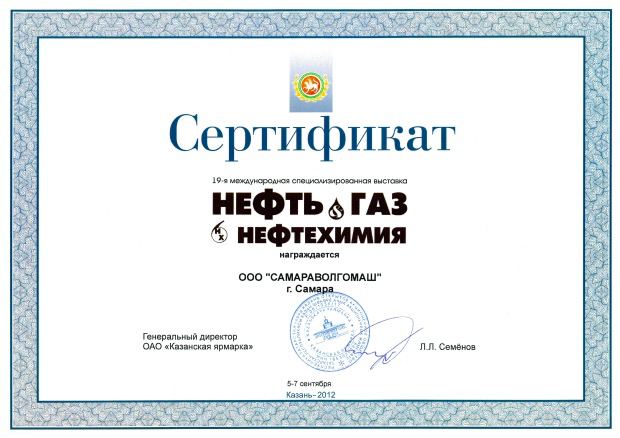 Сертификат
19-я международная специализированная выставка
НЕФТЬ ГАЗ
НХ НЕФТЕХИМИЯ
награждается
ООО "САМАРАВОЛГОМАШ"
г. Самара
Генеральный директор
ОАО «Казанская ярмарка»
Л.Л. Семёнов
5-7 сентября
Казань- 2012